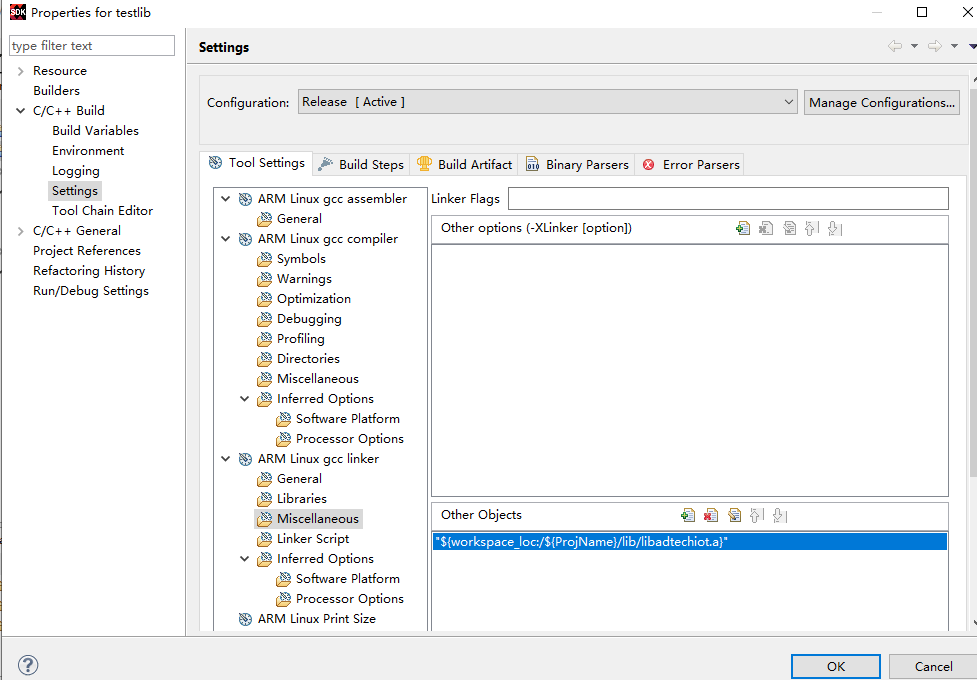 SDK Properties for testlib
type filter text
Resource
Builders
C/C++ Build
Build Variables
Environment
Logging
Settings
Tool Chain Editor
C/C++ General
Project References
Refactoring History
Run/Debug Settings
Settings
Configuration: Release [ Active ] Manage Configurations...
Tool Settings Build Steps Build Artifact Binary Parsers Error Parsers
ARM Linux gcc assembler
General
ARM Linux gcc compiler
Symbols
Warnings
Optimization
Debugging
Profiling
Directories
Miscellaneous
Inferred Options
Software Platform
Processor Options
ARM Linux gcc linker
General
Libraries
Miscellaneous
Linker Script
Inferred Options
Software Platform
Processor Options
ARM Linux Print Size
Linker Flags
Other options (-XLinker [option])
Other Objects
"${workspace_loc:/${ProjName}/lib/libadtechiot.a}"
OK Cancel